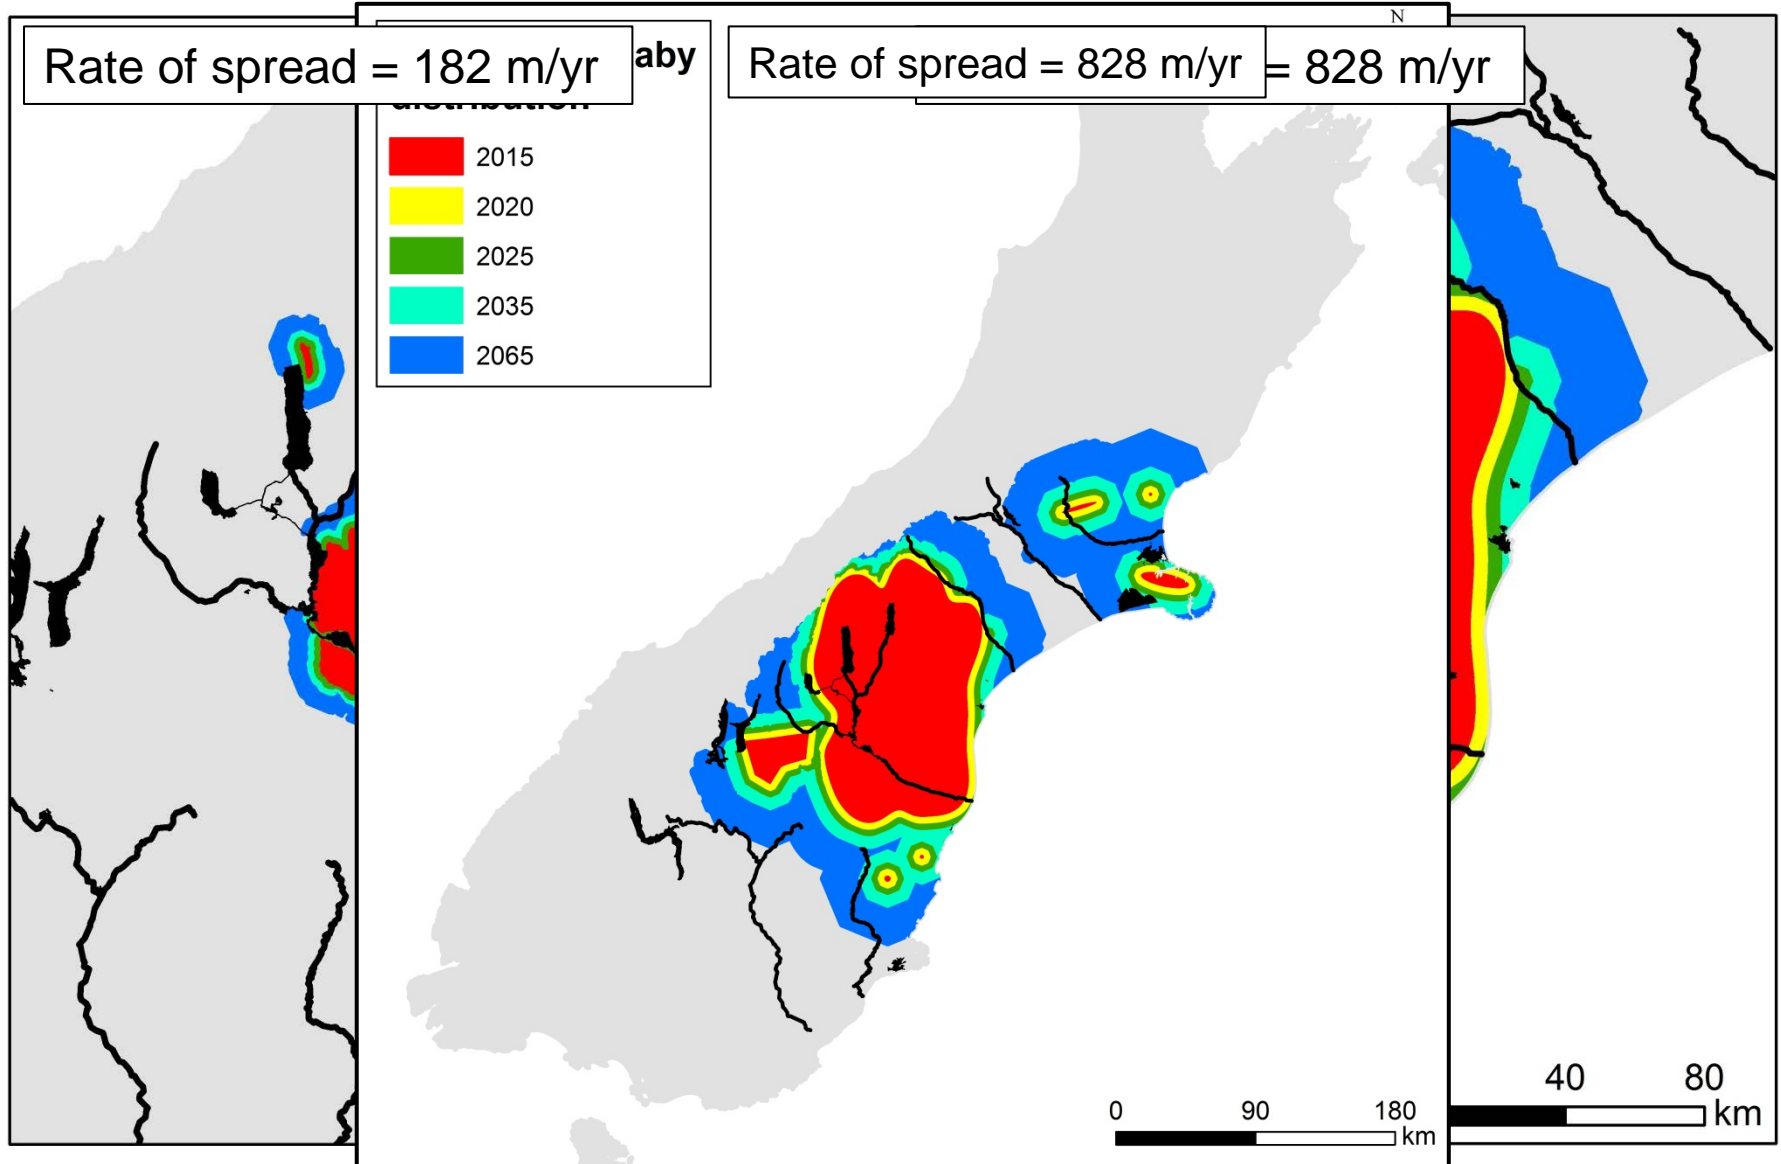 Rate of spread = 182 m/yr
aby
Rate of spread = 828 m/yr
= 828 m/yr
N
distribution
2015
2020
2025
2035
2065
0 90 180
km
40 80
km